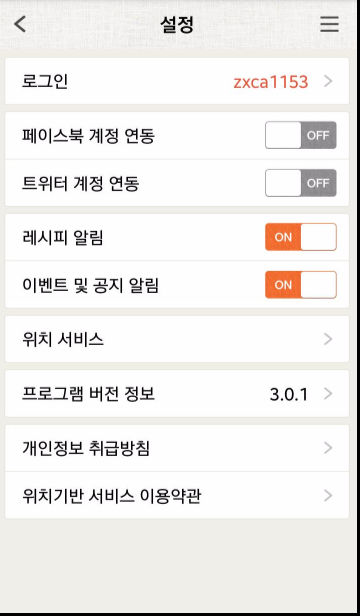 설정
로그인 zxca1153
페이스북 계정 연동 OFF
트위터 계정 연동 OFF
레시피 알림 ON
이벤트 및 공지 알림 ON
위치 서비스
프로그램 버전 정보 3.0.1
개인정보 취급방침
위치기반 서비스 이용약관